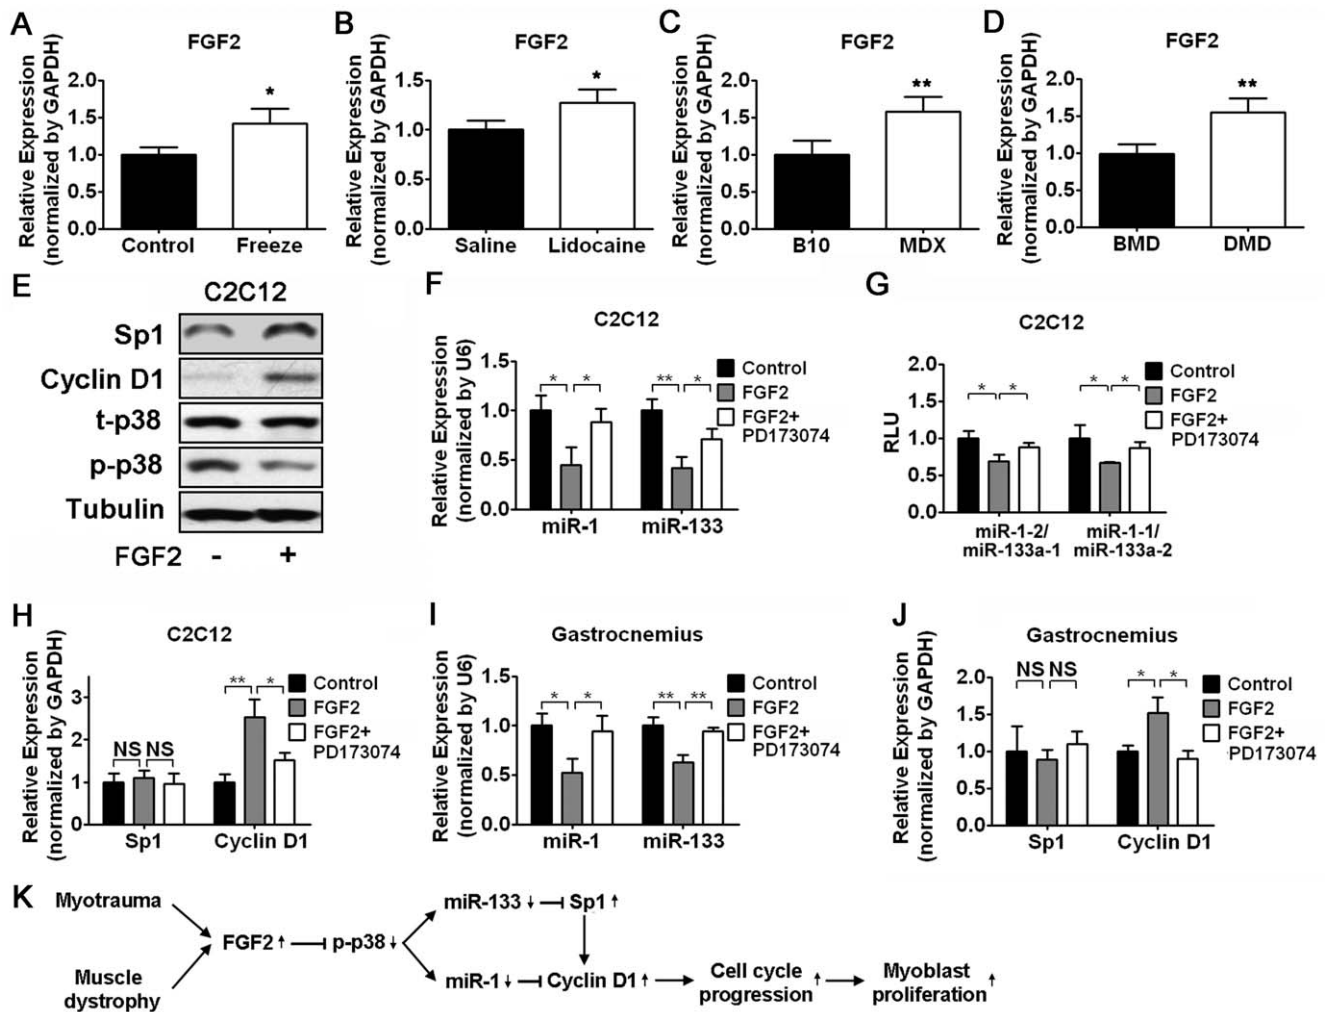 A
FGF2
Relative Expression
(normalized by GAPDH)
2.0
1.5
1.0
0.5
0.0
*
Control
Freeze
B
FGF2
Relative Expression
(normalized by GAPDH)
1.5
1.0
0.5
0.0
*
Saline
Lidocaine
C
FGF2
Relative Expression
(normalized by GAPDH)
2.0
1.5
1.0
0.5
0.0
**
B10
MDX
D
FGF2
Relative Expression
(normalized by GAPDH)
2.0
1.5
1.0
0.5
0.0
**
BMD
DMD
E
C2C12
Sp1
Cyclin D1
t-p38
p-p38
Tubulin
FGF2 - +
F
C2C12
Relative Expression
(normalized by U6)
1.5
1.0
0.5
0.0
* *
** *
miR-1
miR-133
Control
FGF2
FGF2+
PD173074
G
C2C12
RLU
2.0
1.5
1.0
0.5
0.0
* *
* *
miR-1-2/
miR-133a-1
miR-1-1/
miR-133a-2
Control
FGF2
FGF2+
PD173074
H
C2C12
Relative Expression
(normalized by GAPDH)
3
2
1
0
NS NS
** *
Sp1
Cyclin D1
Control
FGF2
FGF2+
PD173074
I
Gastrocnemius
Relative Expression
(normalized by U6)
1.5
1.0
0.5
0.0
* *
** **
miR-1
miR-133
Control
FGF2
FGF2+
PD173074
J
Gastrocnemius
Relative Expression
(normalized by GAPDH)
2.0
1.5
1.0
0.5
0.0
NS NS
* *
Sp1
Cyclin D1
Control
FGF2
FGF2+
PD173074
K
Myotrauma
Muscle
dystrophy
FGF2
p-p38
miR-133
Sp1
miR-1
Cyclin D1
Cell cycle
progression
Myoblast
proliferation